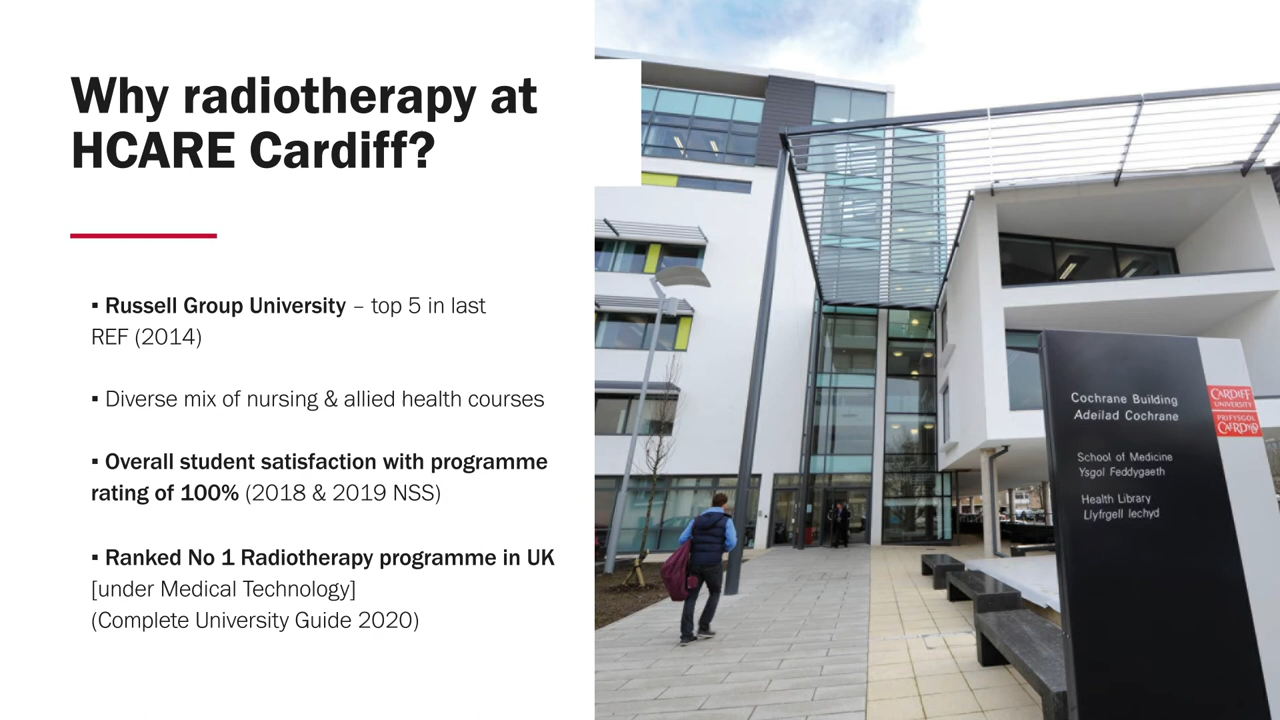 Why radiotherapy at
HCARE Cardiff?
▪ Russell Group University – top 5 in last
REF (2014)
▪ Diverse mix of nursing & allied health courses
▪ Overall student satisfaction with programme
rating of 100% (2018 & 2019 NSS)
▪ Ranked No 1 Radiotherapy programme in UK
[under Medical Technology]
(Complete University Guide 2020)
Cochrane Building
Adeilad Cochrane
School of Medicine
Ysgol Feddygaeth
Health Library
Llyfrgell Iechyd
CARDIFF
UNIVERSITY
PRIFYSGOL
CAERDYDD